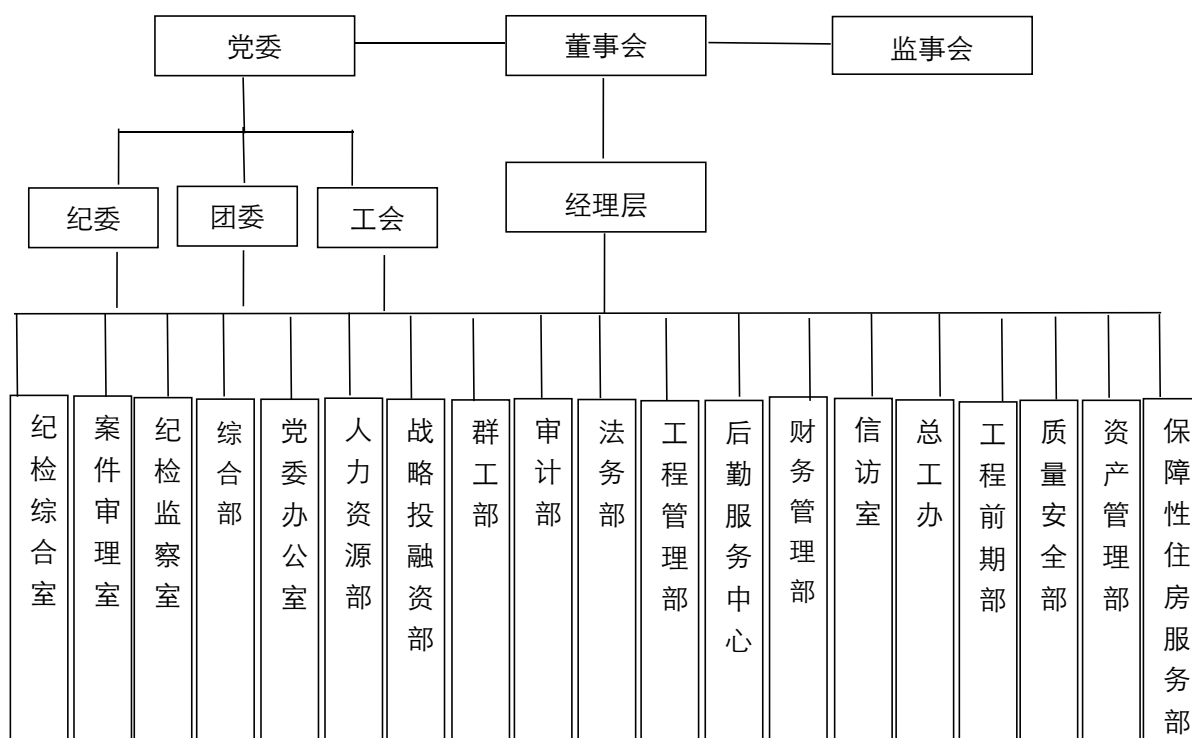 党委
董事会
监事会
纪委
团委
工会
经理层
纪检综合室
案件审理室
纪检监察室
综合部
党委办公室
人力资源部
战略投融资部
群工部
审计部
法务部
工程管理部
后勤服务中心
财务管理部
信访室
总工办
工程前期部
质量安全部
资产管理部
保障性住房服务部